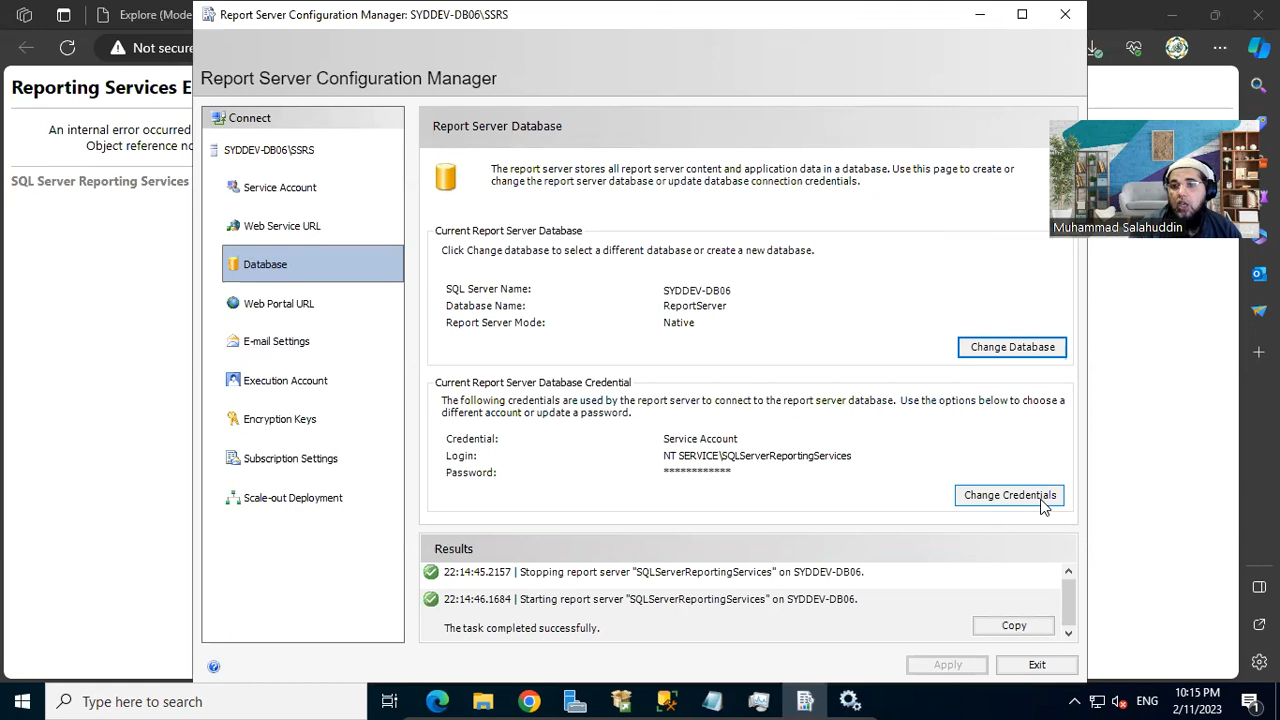 Explore (Mode
Report Server Configuration Manager: SYDDEV-DB06\SSRS
Not secu
Reporting Services E
An internal error occurred
Object reference no
SQL Server Reporting Services
Report Server Configuration Manager
Connect
SYDDEV-DB06\SSRS
Service Account
Web Service URL
Database
Web Portal URL
E-mail Settings
Execution Account
Encryption Keys
Subscription Settings
Scale-out Deployment
Report Server Database
The report server stores all report server content and application data in a database. Use this page to create or
change the report server database or update database connection credentials.
Current Report Server Database
Click Change database to select a different database or create a new database.
SQL Server Name: SYDDEV-DB06
Database Name: ReportServer
Report Server Mode: Native
Change Database
Current Report Server Database Credential
The following credentials are used by the report server to connect to the report server database. Use the options below to choose a
different account or update a password.
Credential: Service Account
Login: NT SERVICE\SQLServerReportingServices
Password: ************
Change Credentials
Results
22:14:45.2157 | Stopping report server "SQLServerReportingServices" on SYDDEV-DB06.
22:14:46.1684 | Starting report server "SQLServerReportingServices" on SYDDEV-DB06.
The task completed successfully.
Copy
Apply
Exit
Muhammad Salahuddin
Type here to search
ENG
10:15 PM
2/11/2023
1